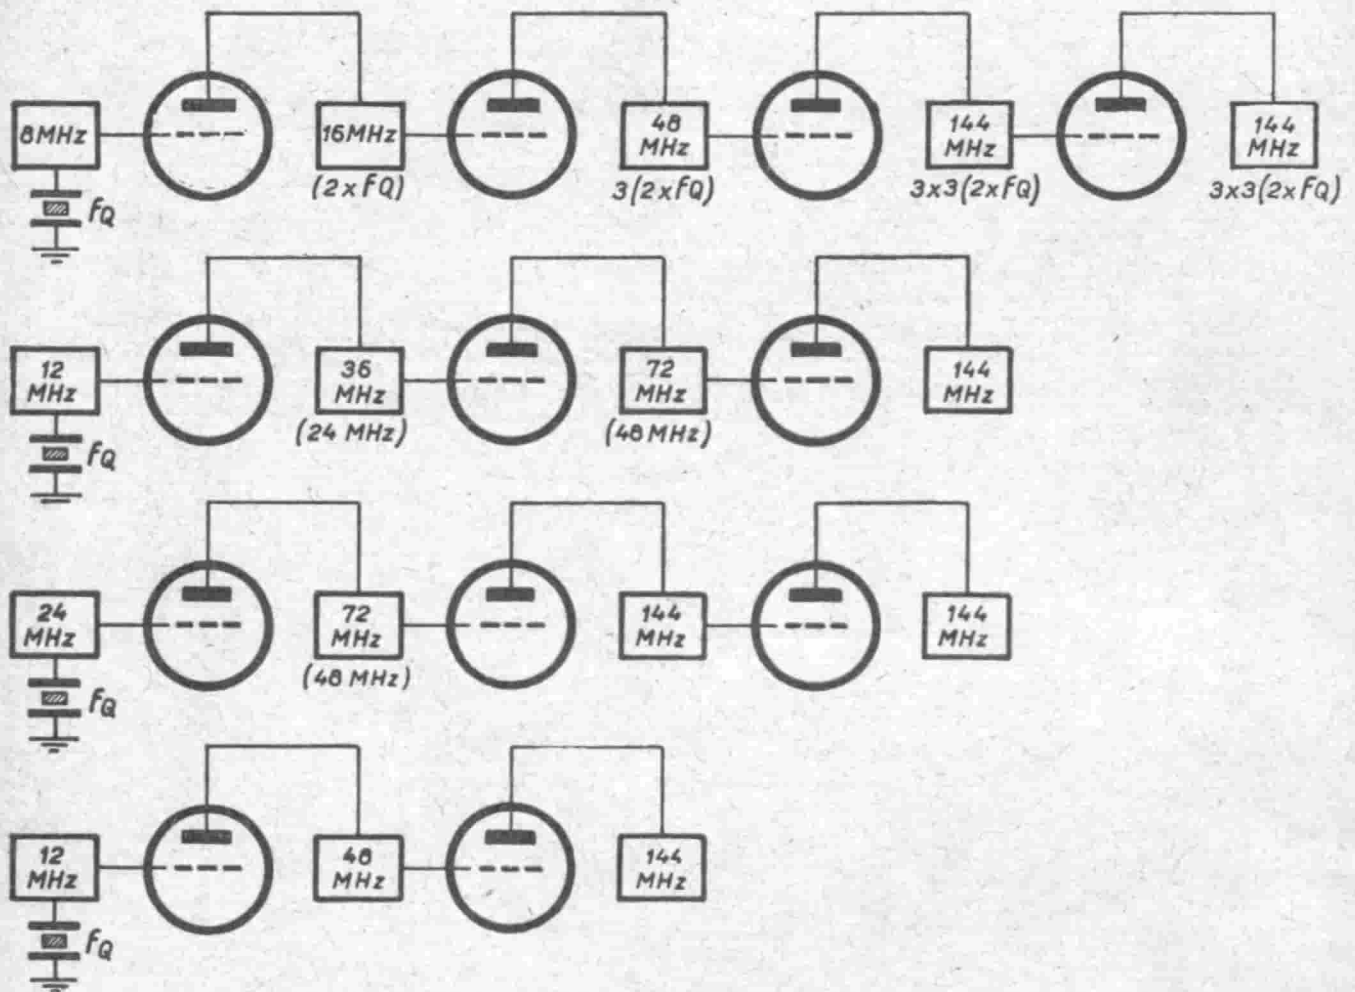 8MHz
16MHz
(2xfQ)
48
MHz
3(2xfQ)
144
MHz
3x3(2xfQ)
144
MHz
3x3(2xfQ)
fQ
12
MHz
36
MHz
(24 MHz)
72
MHz
(48 MHz)
144
MHz
fQ
24
MHz
72
MHz
(48 MHz)
144
MHz
144
MHz
fQ
12
MHz
48
MHz
144
MHz
fQ